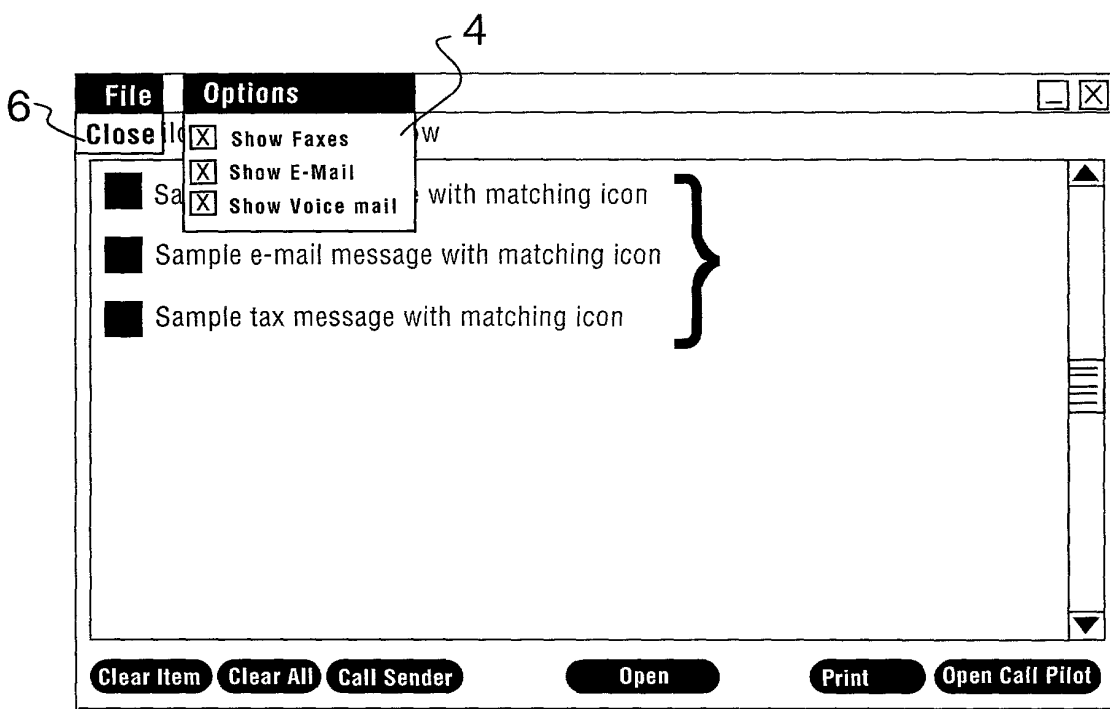 4
6
File Options
Close
Show Faxes
w
Show E-Mail
Sa with matching icon
Show Voice mail
Sample e-mail message with matching icon
Sample tax message with matching icon
Clear Item Clear All Call Sender Open Print Open Call Pilot